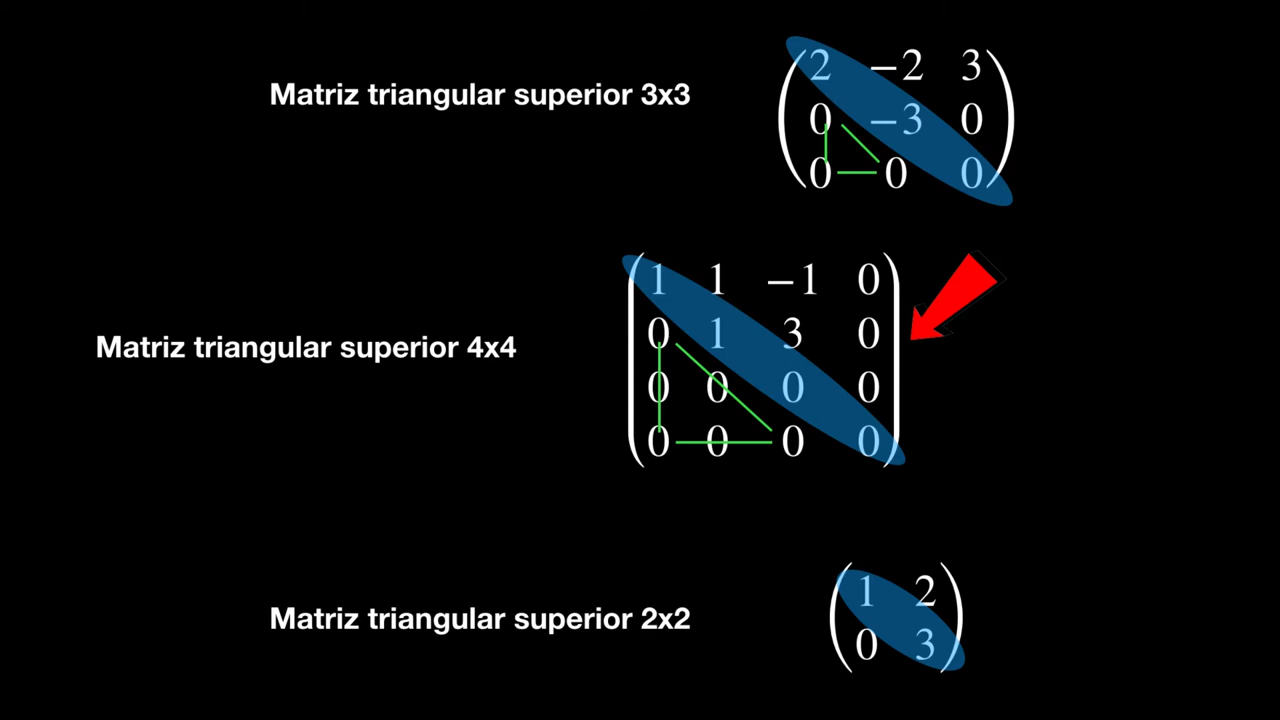 Matriz triangular superior 3x3
2 −2 3
0 −3 0
0 0 0
Matriz triangular superior 4x4
1 1 −1 0
0 1 3 0
0 0 0 0
0 0 0 0
Matriz triangular superior 2x2
1 2
0 3